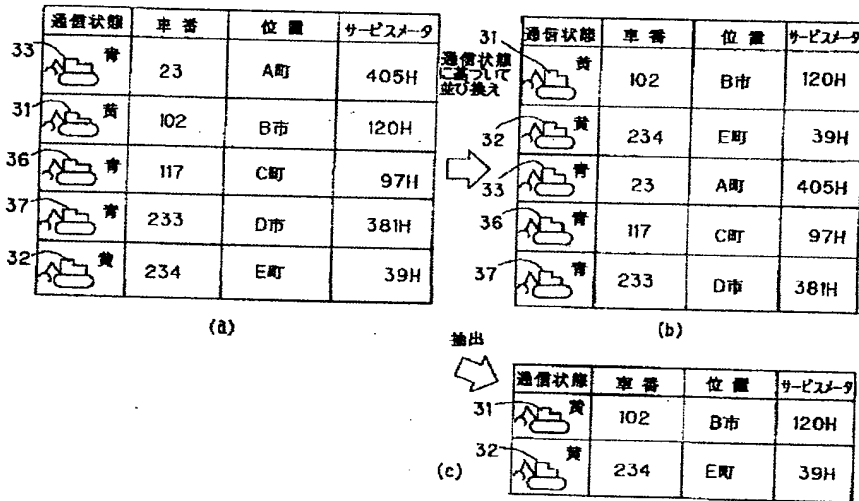 通信状態 車番 位置 サービスメータ
33 青 23 A町 405H
31 黄 102 B市 120H
36 青 117 C町 97H
37 青 233 D市 381H
32 黄 234 E町 39H
(a)
通信状態
に基づいて
並び換え
通信状態 車番 位置 サービスメータ
31 黄 102 B市 120H
32 黄 234 E町 39H
33 青 23 A町 405H
36 青 117 C町 97H
37 青 233 D市 381H
(b)
抽出
通信状態 車番 位置 サービスメータ
31 黄 102 B市 120H
32 黄 234 E町 39H
(c)